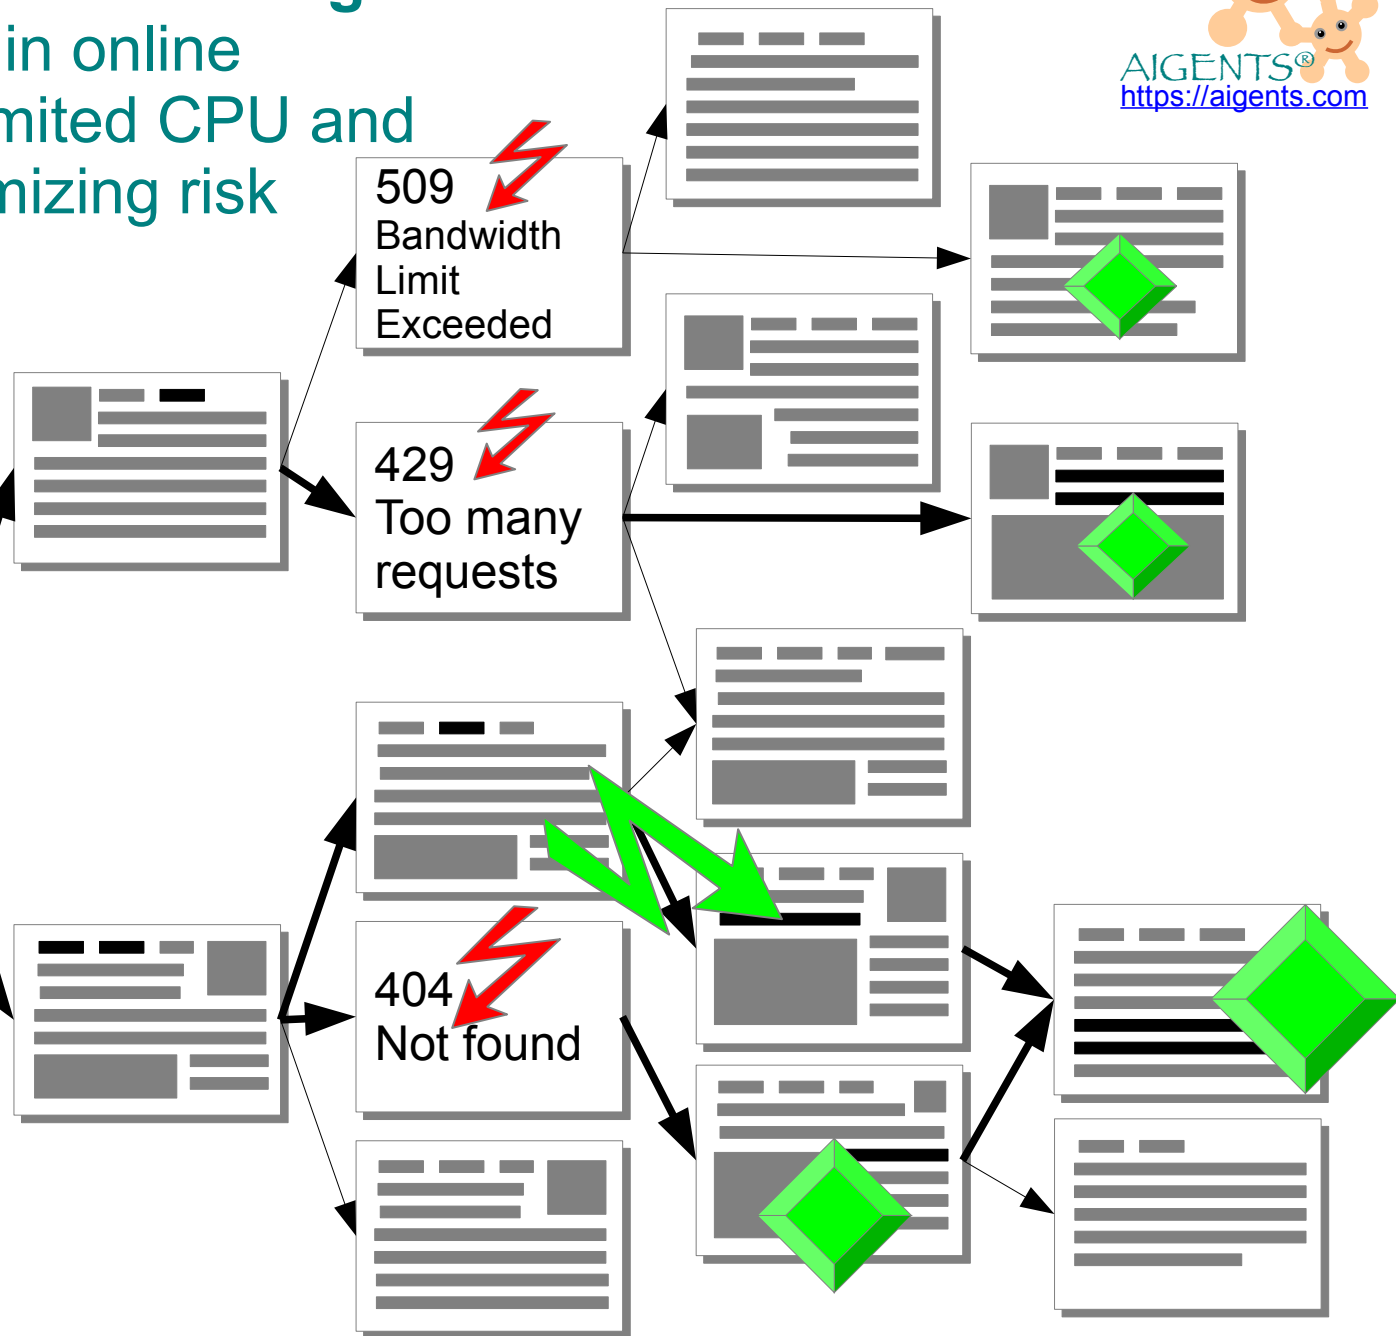 in online
mited CPU and
mizing risk
AIGENTS®
https://aigents.com
509
Bandwidth
Limit
Exceeded
429
Too many
requests
404
Not found